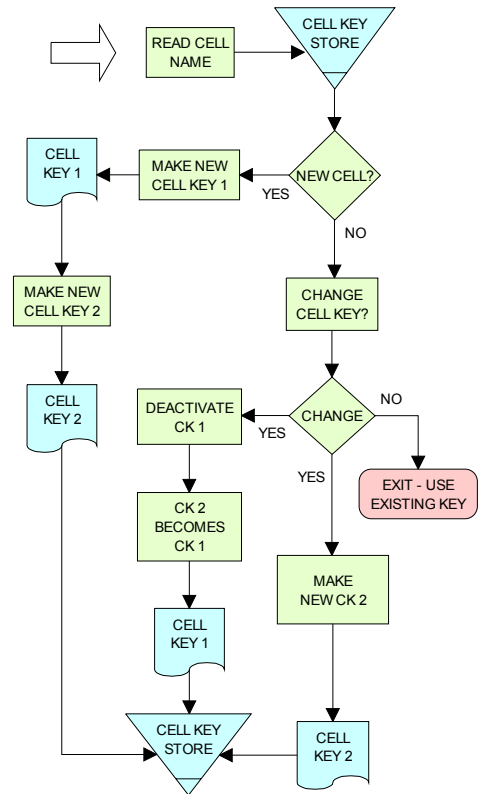 READ CELL
NAME
CELL KEY
STORE
CELL
KEY 1
MAKE NEW
CELL KEY 1
YES
NEW CELL?
NO
MAKE NEW
CELL KEY 2
CHANGE
CELL KEY?
CELL
KEY 2
DEACTIVATE
CK 1
YES
CHANGE
NO
YES
EXIT - USE
EXISTING KEY
CK 2
BECOMES
CK 1
MAKE
NEW CK 2
CELL
KEY 1
CELL KEY
STORE
CELL
KEY 2